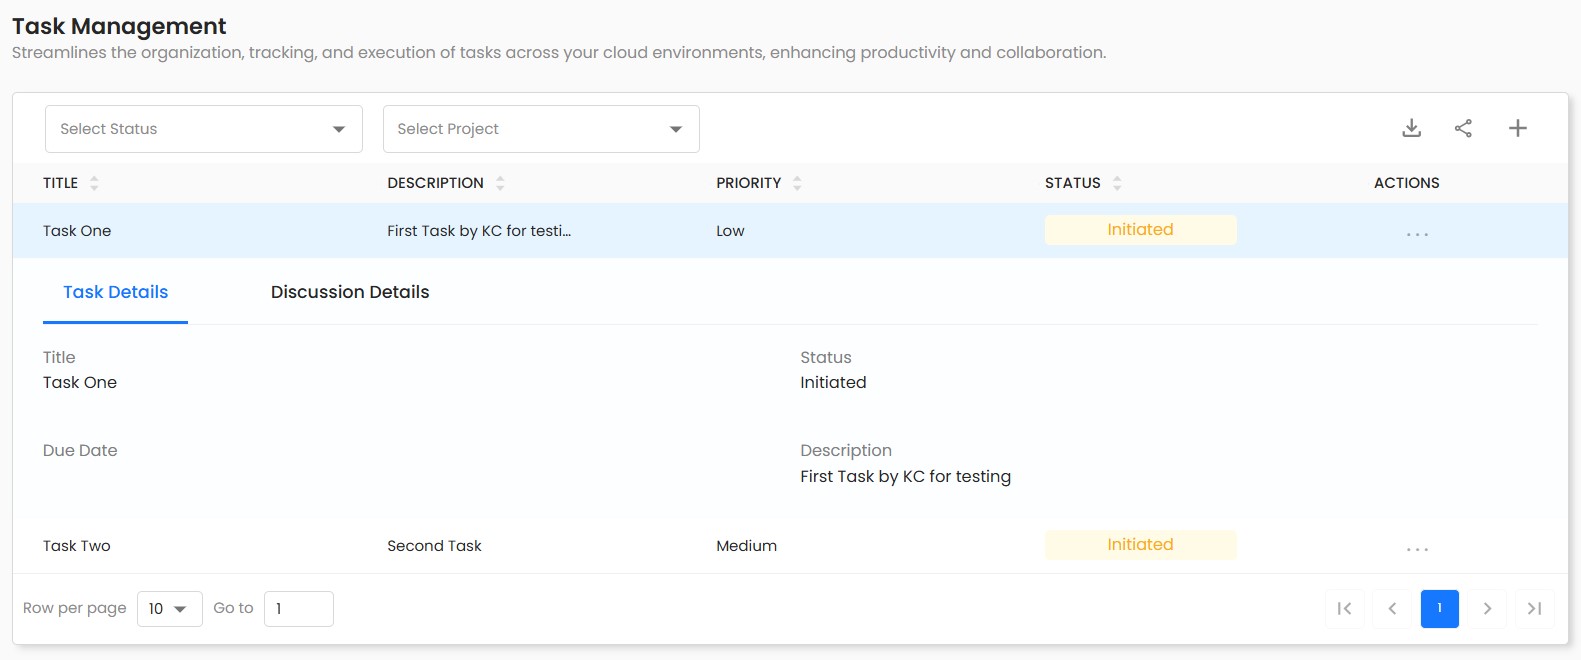 Task Management
Streamlines the organization, tracking, and execution of tasks across your cloud environments, enhancing productivity and collaboration.
Select Status Select Project
TITLE DESCRIPTION PRIORITY STATUS ACTIONS
Task One First Task by KC for testi... Low Initiated ...
Task Details Discussion Details
Title Status
Task One Initiated
Due Date Description
First Task by KC for testing
Task Two Second Task Medium Initiated ...
Row per page 10 Go to 1 1